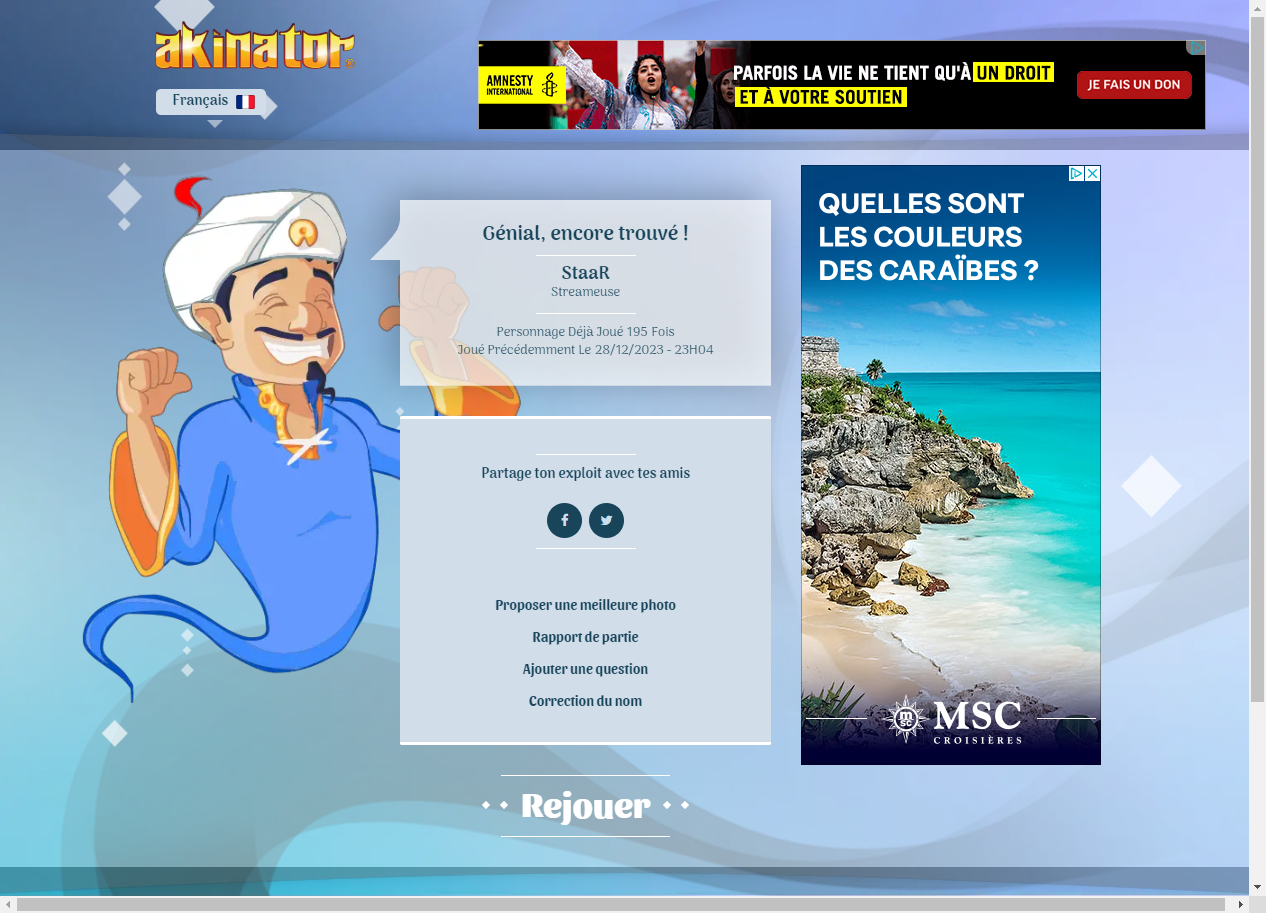 akinator
Français
AMNESTY
INTERNATIONAL
PARFOIS LA VIE NE TIENT QU'À UN DROIT
ET À VOTRE SOUTIEN
JE FAIS UN DON
Génial, encore trouvé !
StaaR
Streameuse
Personnage Déjà Joué 195 Fois
Joué Précédemment Le 28/12/2023 - 23H04
Partage ton exploit avec tes amis
Proposer une meilleure photo
Rapport de partie
Ajouter une question
Correction du nom
Rejouer
QUELLES SONT
LES COULEURS
DES CARAÏBES ?
msc
MSC
CROISIÈRES